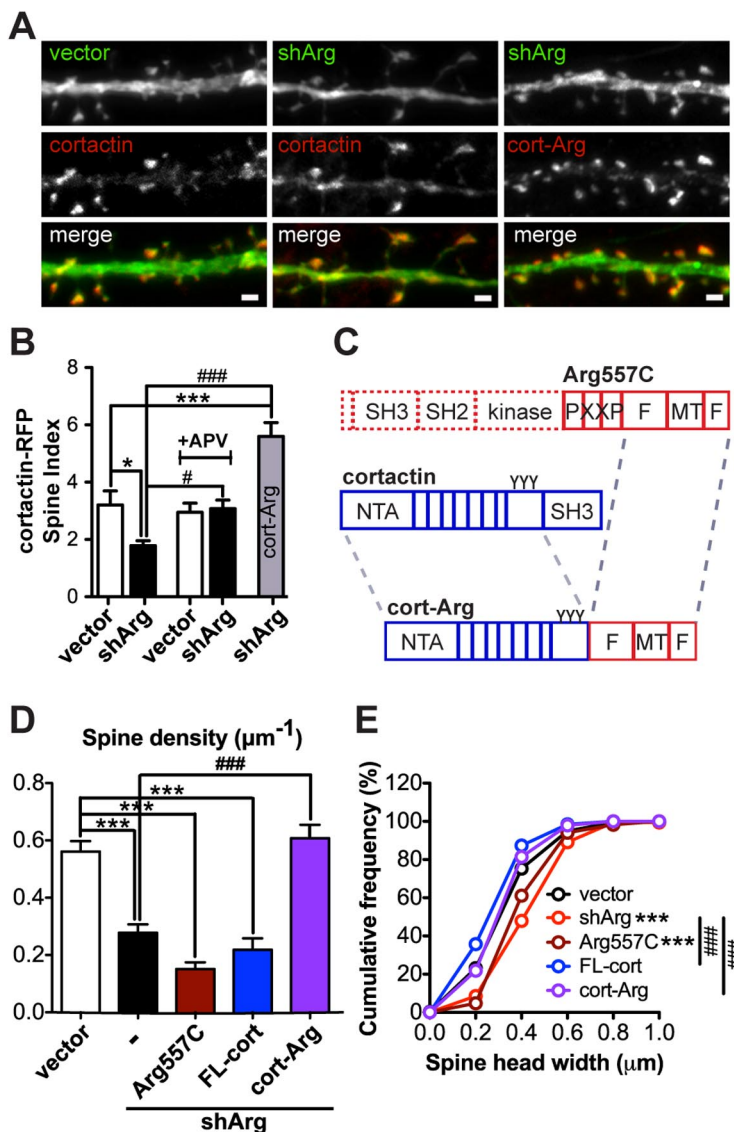 A
vector
shArg
shArg
cortactin
cortactin
cort-Arg
merge
merge
merge
B
cortactin-RFP
Spine Index
8
6
4
2
0
###
***
+APV
*
#
cort-Arg
vector
shArg
vector
shArg
shArg
C
Arg557C
SH3 SH2 kinase PXXP F MT F
cortactin
YYY
NTA SH3
cort-Arg
YYY
NTA F MT F
D
Spine density (µm⁻¹)
0.8
0.6
0.4
0.2
0.0
###
***
***
***
vector
-
Arg557C
FL-cort
cort-Arg
shArg
E
Cumulative frequency (%)
120
100
80
60
40
20
0
vector
shArg ***
Arg557C ***
FL-cort
cort-Arg
###
###
0.0 0.2 0.4 0.6 0.8 1.0
Spine head width (µm)